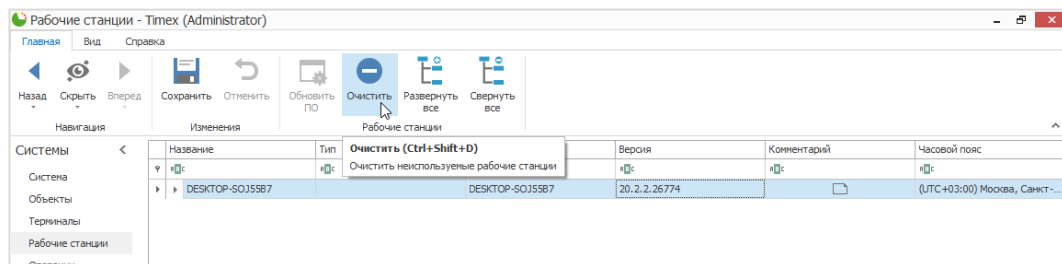 Рабочие станции - Timex (Administrator)
Главная Вид Справка
Назад Скрыть Вперед Сохранить Отменить Обновить ПО Очистить Развернуть все Свернуть все
Навигация Изменения Рабочие станции
Системы
Название Тип Версия Комментарий Часовой пояс
Очистить (Ctrl+Shift+D)
Очистить неиспользуемые рабочие станции
Система
DESKTOP-SOJ55B7 DESKTOP-SOJ55B7 20.2.2.26774 (UTC+03:00) Москва, Санкт-...
Объекты
Терминалы
Рабочие станции